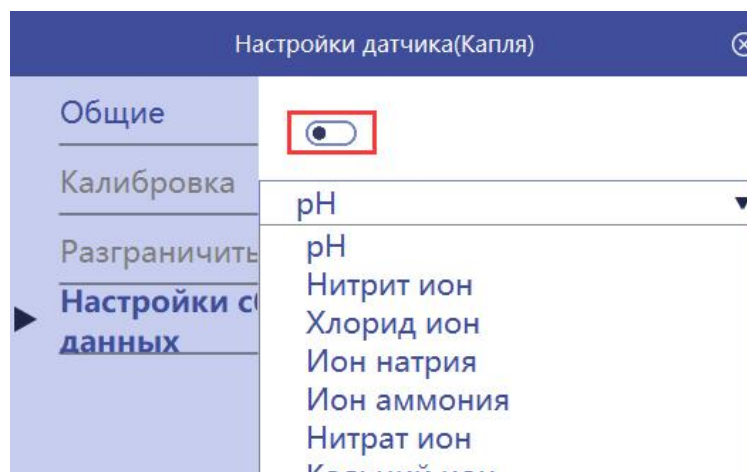 Настройки датчика(Капля)
Общие
Калибровка
Разграничить
Настройки
данных
pH
pH
Нитрит ион
Хлорид ион
Ион натрия
Ион аммония
Нитрат ион